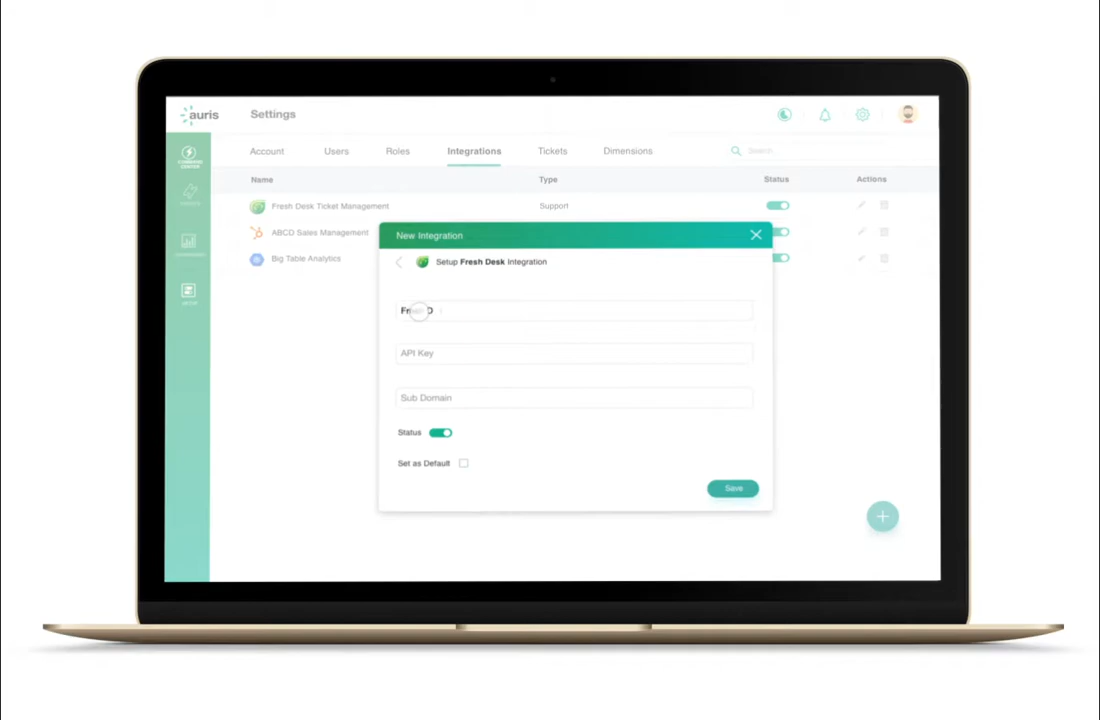 auris
Settings
Account Users Roles Integrations Tickets Dimensions Search...
Name Type Status Actions
Fresh Desk Ticket Management Support
ABCD Sales Management
Big Table Analytics
New Integration
Setup Fresh Desk Integration
API Key
Sub Domain
Status
Set as Default
Save